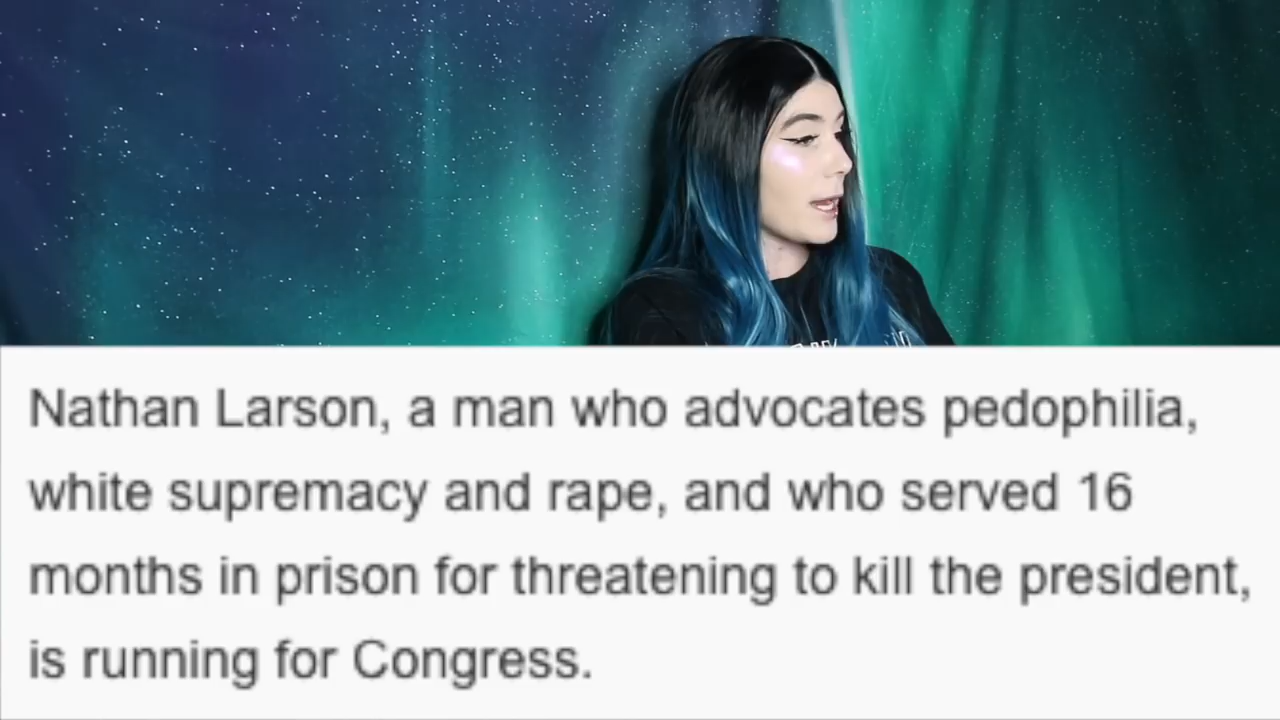 Nathan Larson, a man who advocates pedophilia,
white supremacy and rape, and who served 16
months in prison for threatening to kill the president,
is running for Congress.